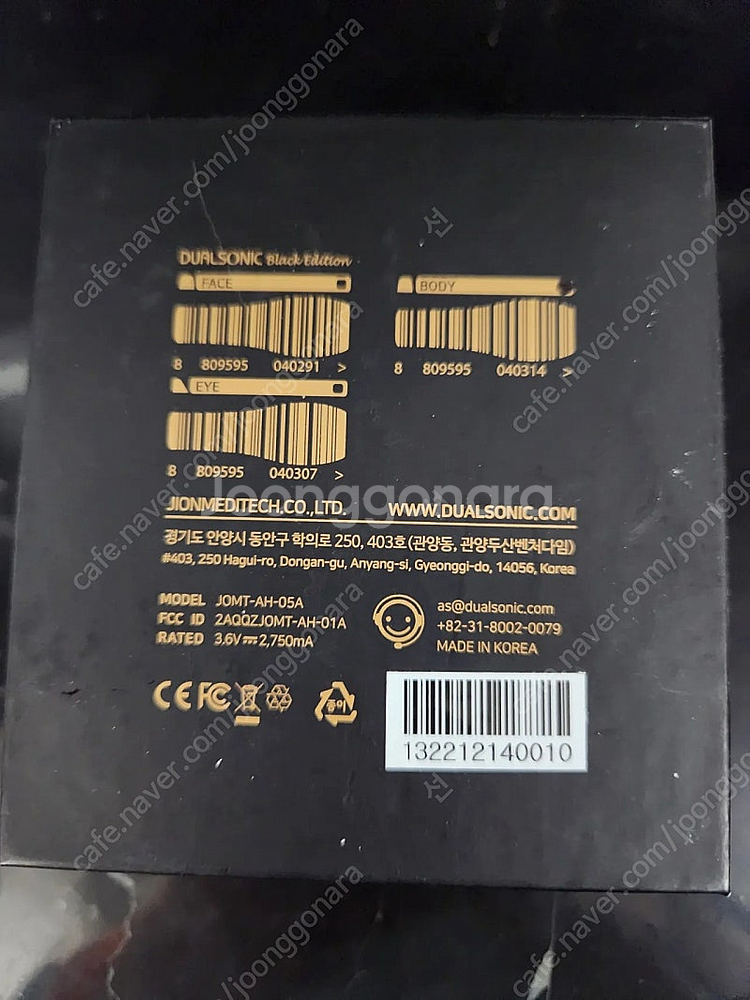 DUALSONIC Black Edition
FACE
8 809595 040291 >
BODY
8 809595 040314 >
EYE
8 809595 040307 >
JIONMEDITECH.CO.,LTD. WWW.DUALSONIC.COM
경기도 안양시 동안구 학의로 250, 403호 (관양동, 관양두산벤처다임)
#403, 250 Hagui-ro, Dongan-gu, Anyang-si, Gyeonggi-do, 14056, Korea
MODEL JOMT-AH-05A
FCC ID 2AQQZJOMT-AH-01A
RATED 3.6V⎓2,750mA
as@dualsonic.com
+82-31-8002-0079
MADE IN KOREA
CE FC
종이
132212140010
joonggonara
cafe.naver.com/joonggonara